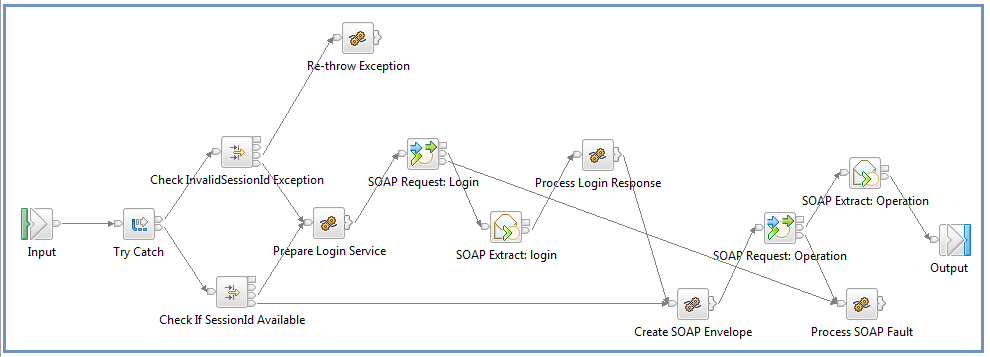 Re-throw Exception
Check InvalidSessionId Exception
SOAP Request: Login
Process Login Response
SOAP Extract: Operation
Input
Try Catch
Prepare Login Service
SOAP Extract: login
SOAP Request: Operation
Output
Check If SessionId Available
Create SOAP Envelope
Process SOAP Fault